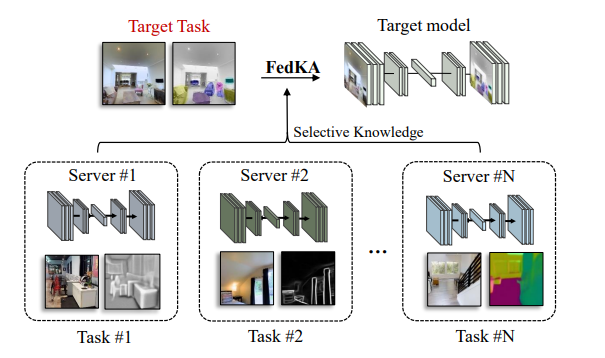 Target Task
Target model
FedKA
Selective Knowledge
Server #1
Server #2
Server #N
...
Task #1
Task #2
Task #N